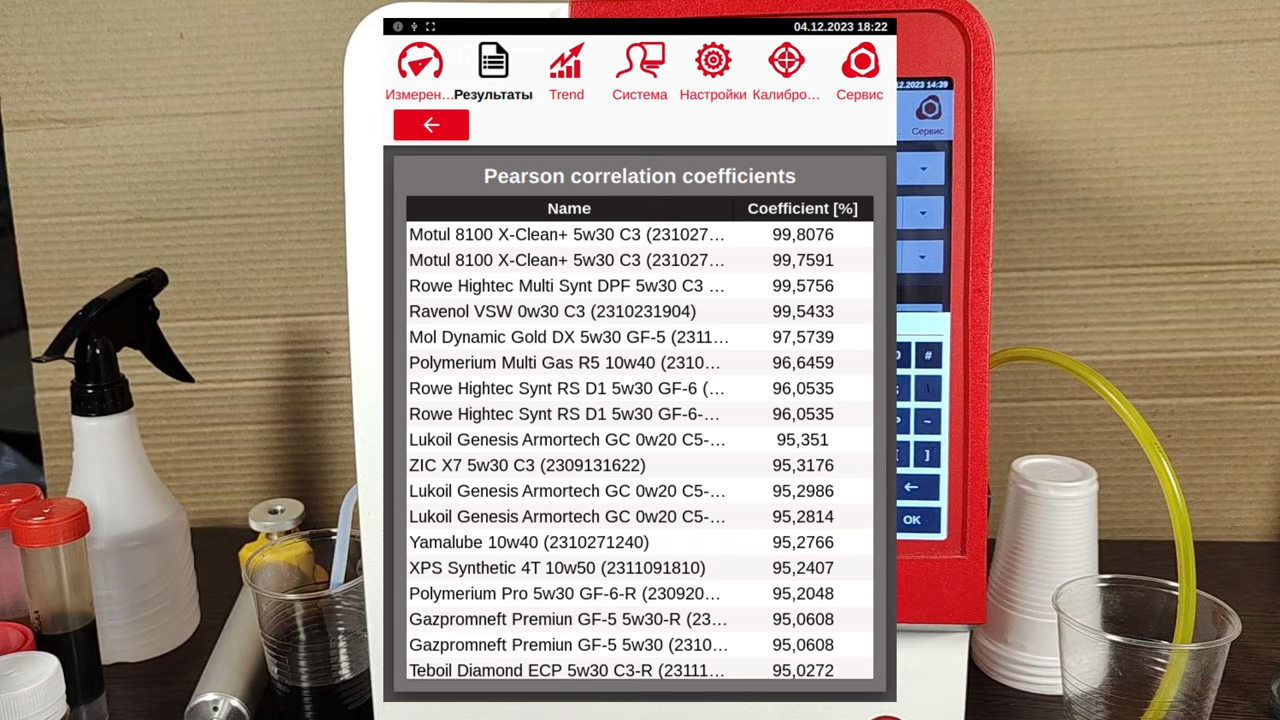 04.12.2023 18:22
Измерен... Результаты Trend Система Настройки Калибро... Сервис
Pearson correlation coefficients
Name Coefficient [%]
Motul 8100 X-Clean+ 5w30 C3 (231027... 99,8076
Motul 8100 X-Clean+ 5w30 C3 (231027... 99,7591
Rowe Hightec Multi Synt DPF 5w30 C3 ... 99,5756
Ravenol VSW 0w30 C3 (2310231904) 99,5433
Mol Dynamic Gold DX 5w30 GF-5 (2311... 97,5739
Polymerium Multi Gas R5 10w40 (2310... 96,6459
Rowe Hightec Synt RS D1 5w30 GF-6 (... 96,0535
Rowe Hightec Synt RS D1 5w30 GF-6-... 96,0535
Lukoil Genesis Armortech GC 0w20 C5-... 95,351
ZIC X7 5w30 C3 (2309131622) 95,3176
Lukoil Genesis Armortech GC 0w20 C5-... 95,2986
Lukoil Genesis Armortech GC 0w20 C5-... 95,2814
Yamalube 10w40 (2310271240) 95,2766
XPS Synthetic 4T 10w50 (2311091810) 95,2407
Polymerium Pro 5w30 GF-6-R (230920... 95,2048
Gazpromneft Premiun GF-5 5w30-R (23... 95,0608
Gazpromneft Premiun GF-5 5w30 (2310... 95,0608
Teboil Diamond ECP 5w30 C3-R (23111... 95,0272
12.2023 14:39
Сервис
#
\
~
]
OK